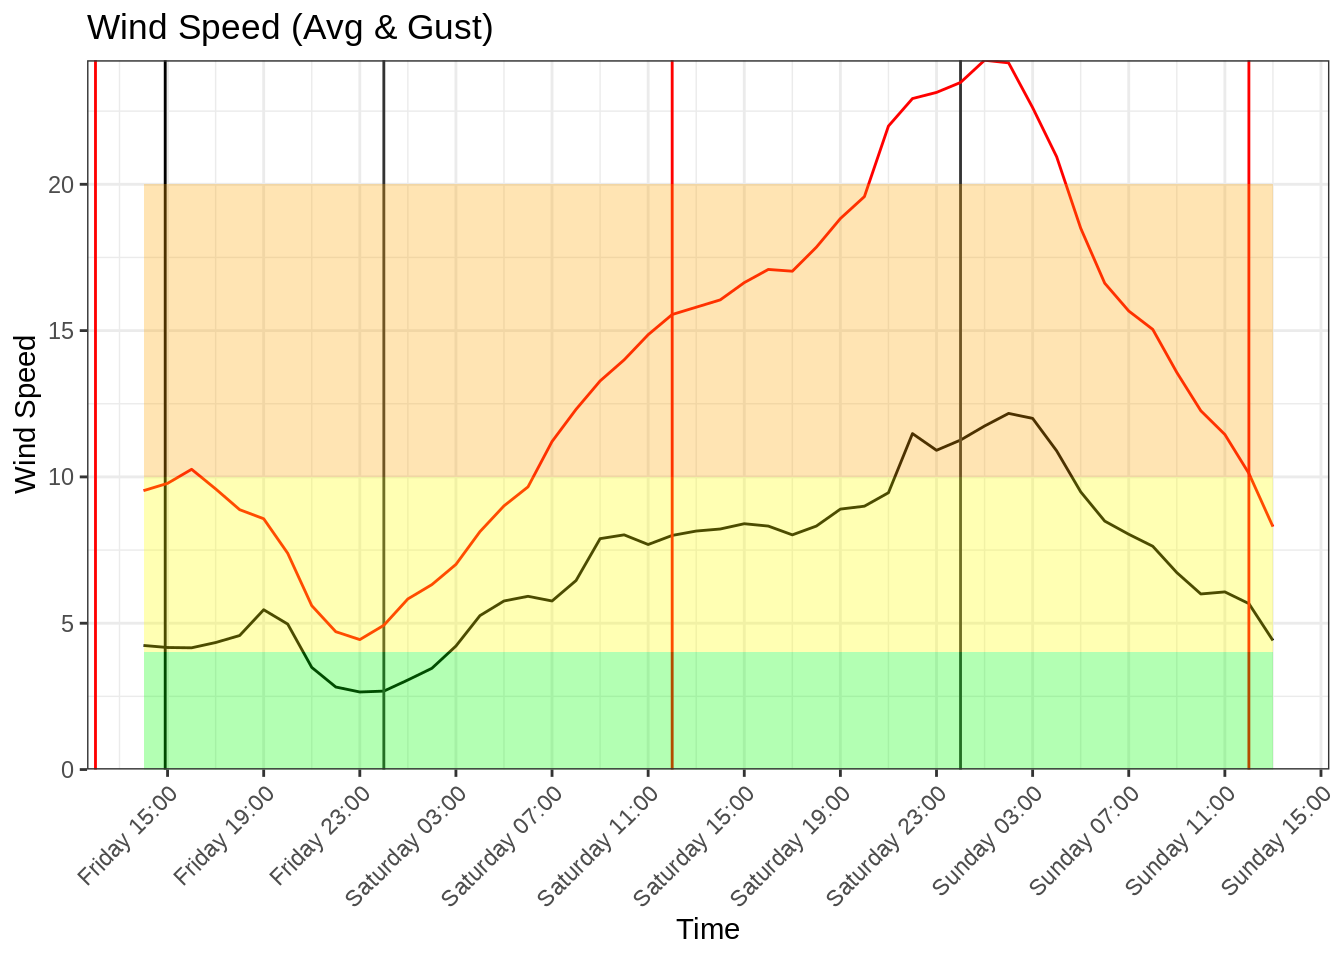 Wind Speed (Avg & Gust)
Wind Speed
20
15
10
5
0
Friday 15:00
Friday 19:00
Friday 23:00
Saturday 03:00
Saturday 07:00
Saturday 11:00
Saturday 15:00
Saturday 19:00
Saturday 23:00
Sunday 03:00
Sunday 07:00
Sunday 11:00
Sunday 15:00
Time